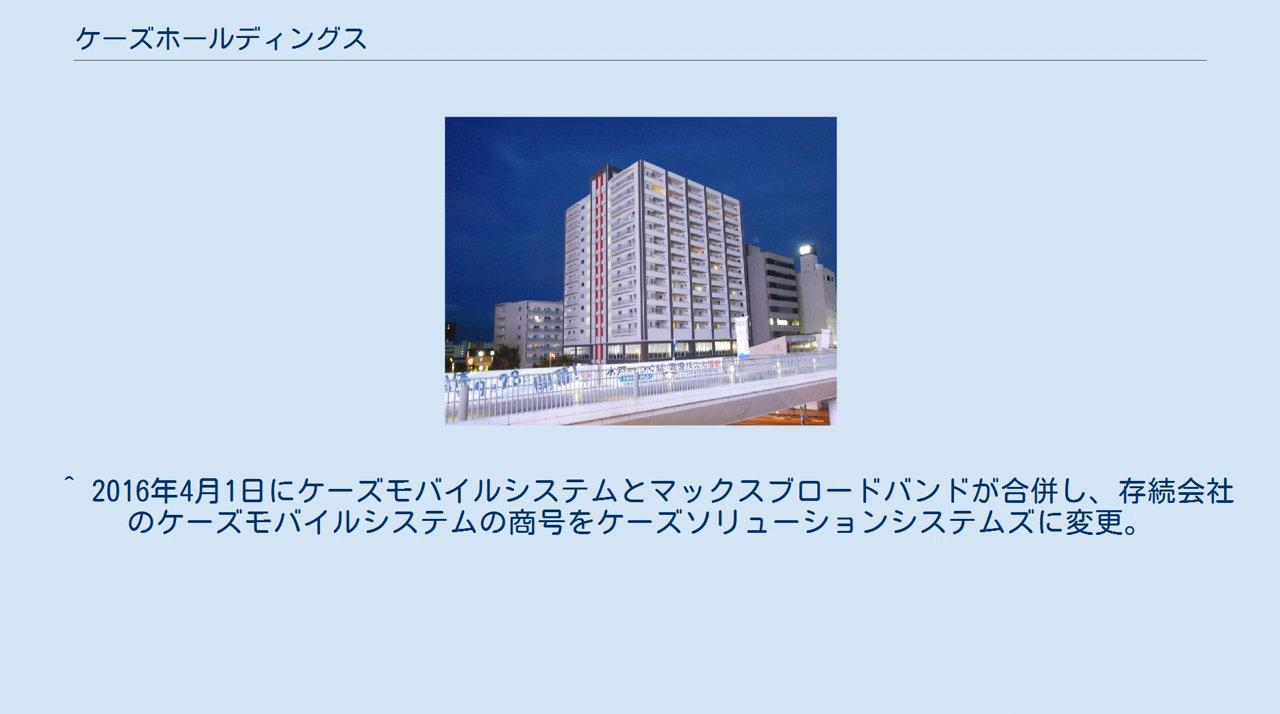 ケーズホールディングス
^ 2016年4月1日にケーズモバイルシステムとマックスブロードバンドが合併し、存続会社
のケーズモバイルシステムの商号をケーズソリューションシステムズに変更。